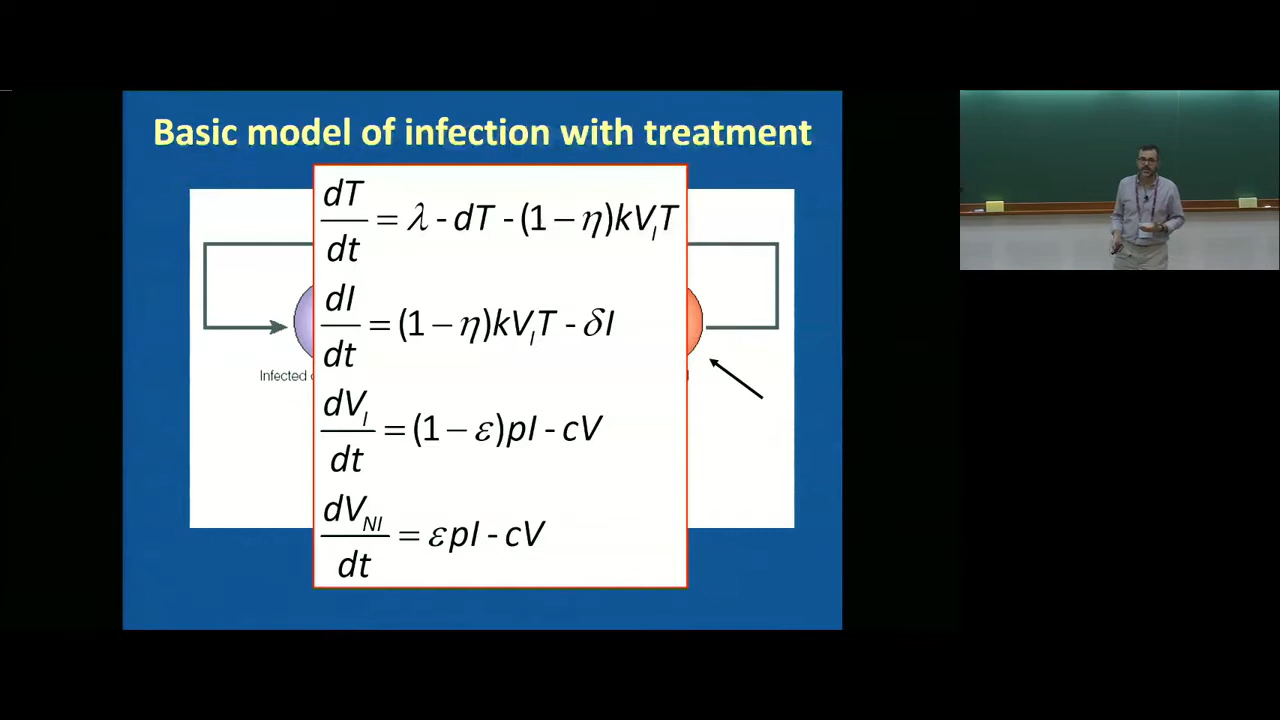 Basic model of infection with treatment
dT/dt = λ - dT - (1 − η)kV_I T
dI/dt = (1 − η)kV_I T - δI
Infected
dV_I/dt = (1 − ε)pI - cV
dV_NI/dt = εpI - cV